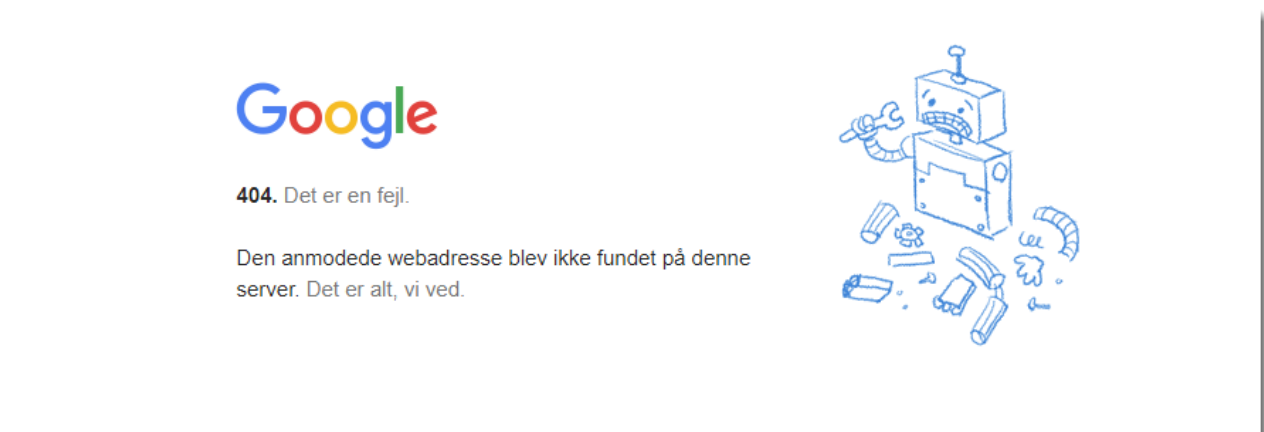 Google
404. Det er en fejl.
Den anmodede webadresse blev ikke fundet på denne
server. Det er alt, vi ved.